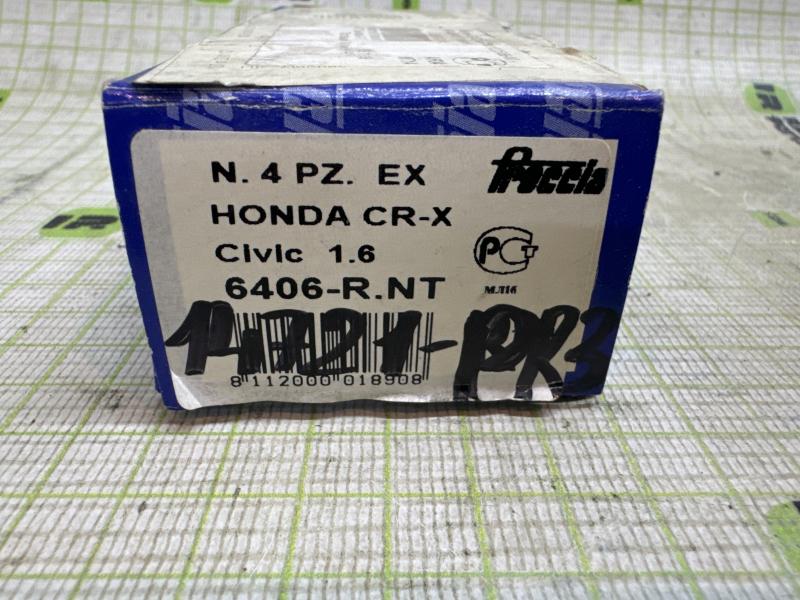 N. 4 PZ. EX
freccia
HONDA CR-X
Civic 1.6
РСТ
6406-R.NT
МЛ16
14721-PR3
8 112000 018908